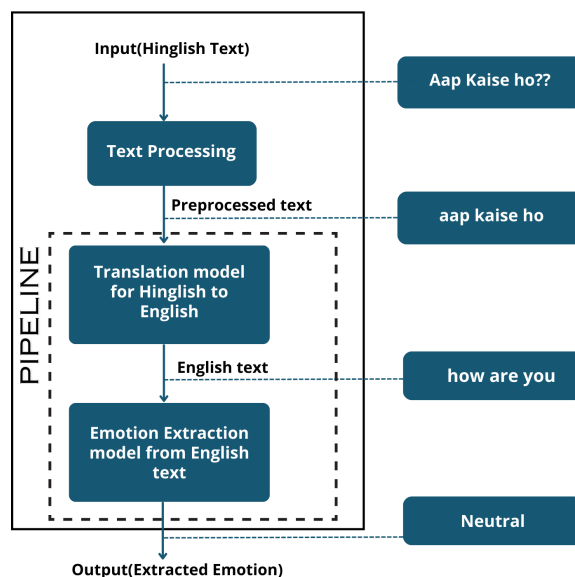 Input(Hinglish Text)
Aap Kaise ho??
Text Processing
Preprocessed text
aap kaise ho
PIPELINE
Translation model
for Hinglish to
English
English text
how are you
Emotion Extraction
model from English
text
Neutral
Output(Extracted Emotion)